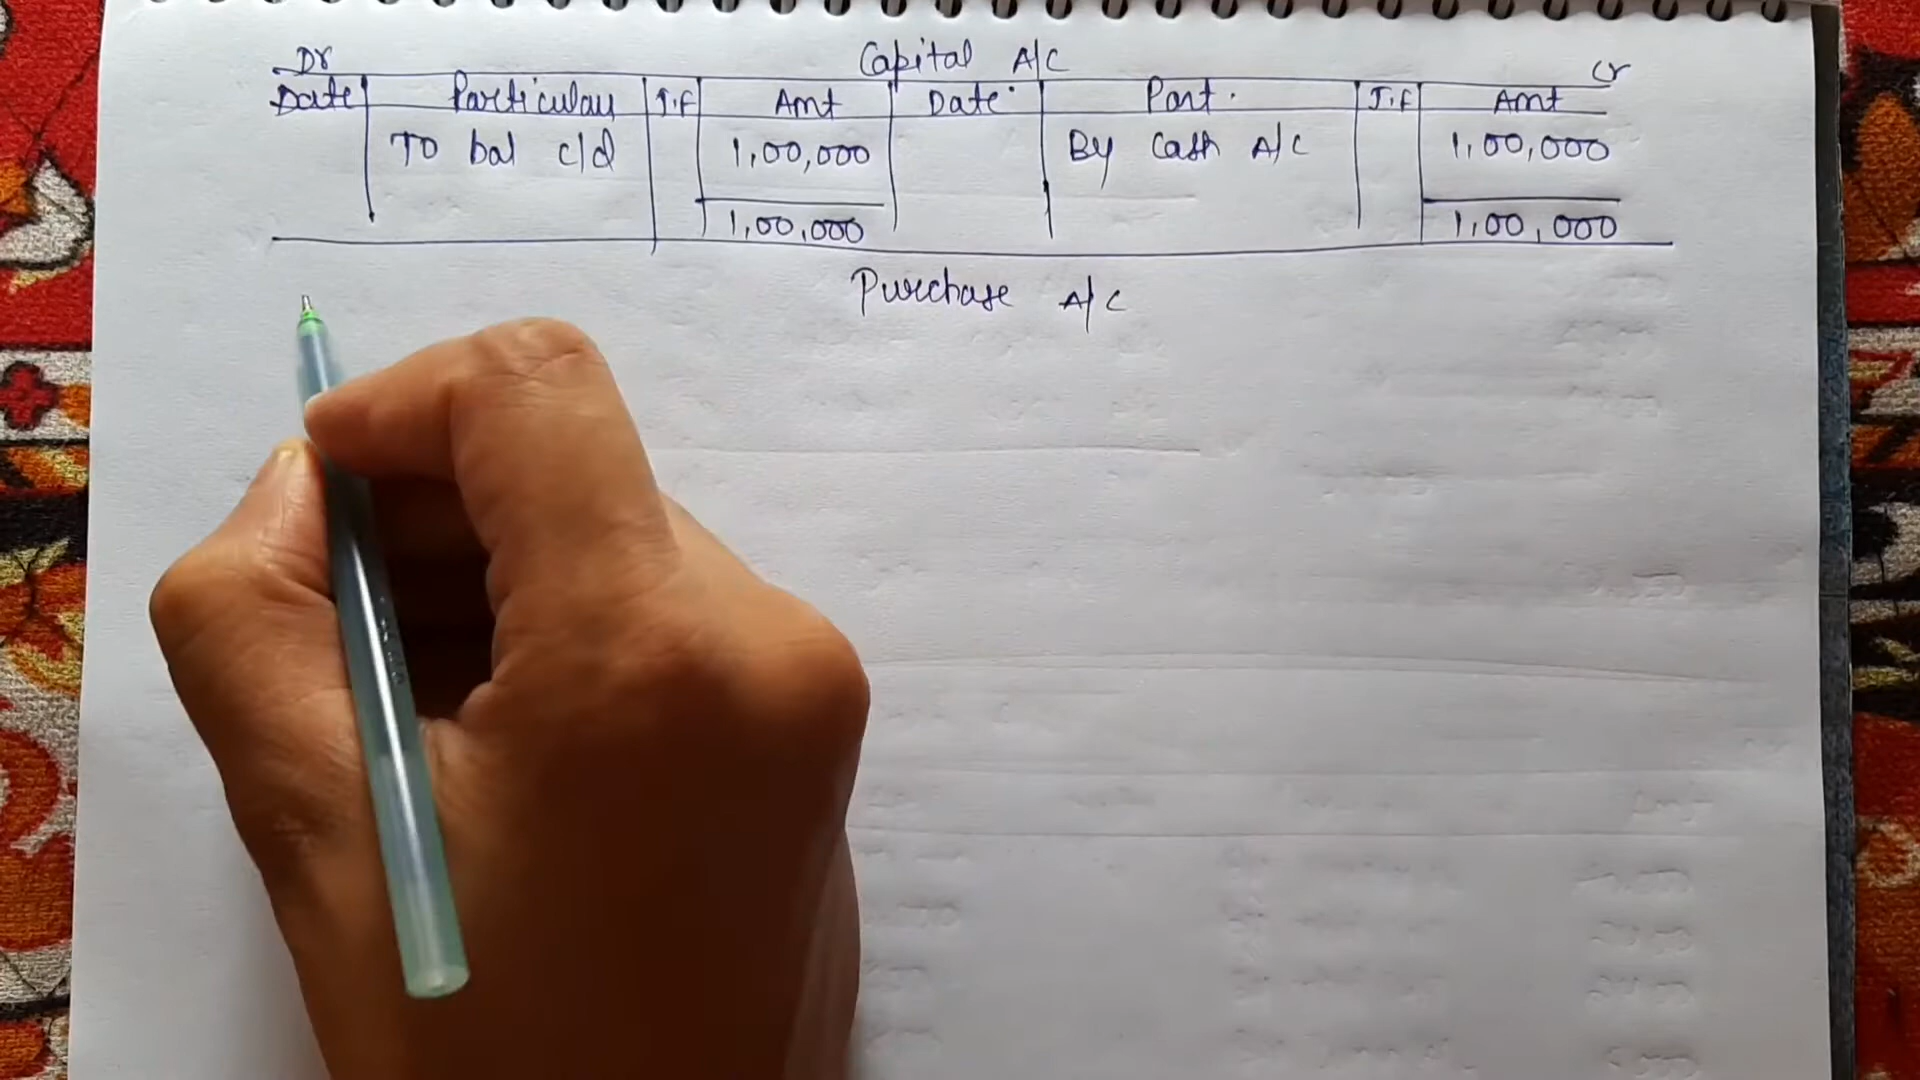 Dr Capital A/C Cr
Date Particulars J.F Amt Date Part. J.F Amt
To bal c/d 1,00,000 By Cash A/C 1,00,000
1,00,000 1,00,000
Purchase A/C